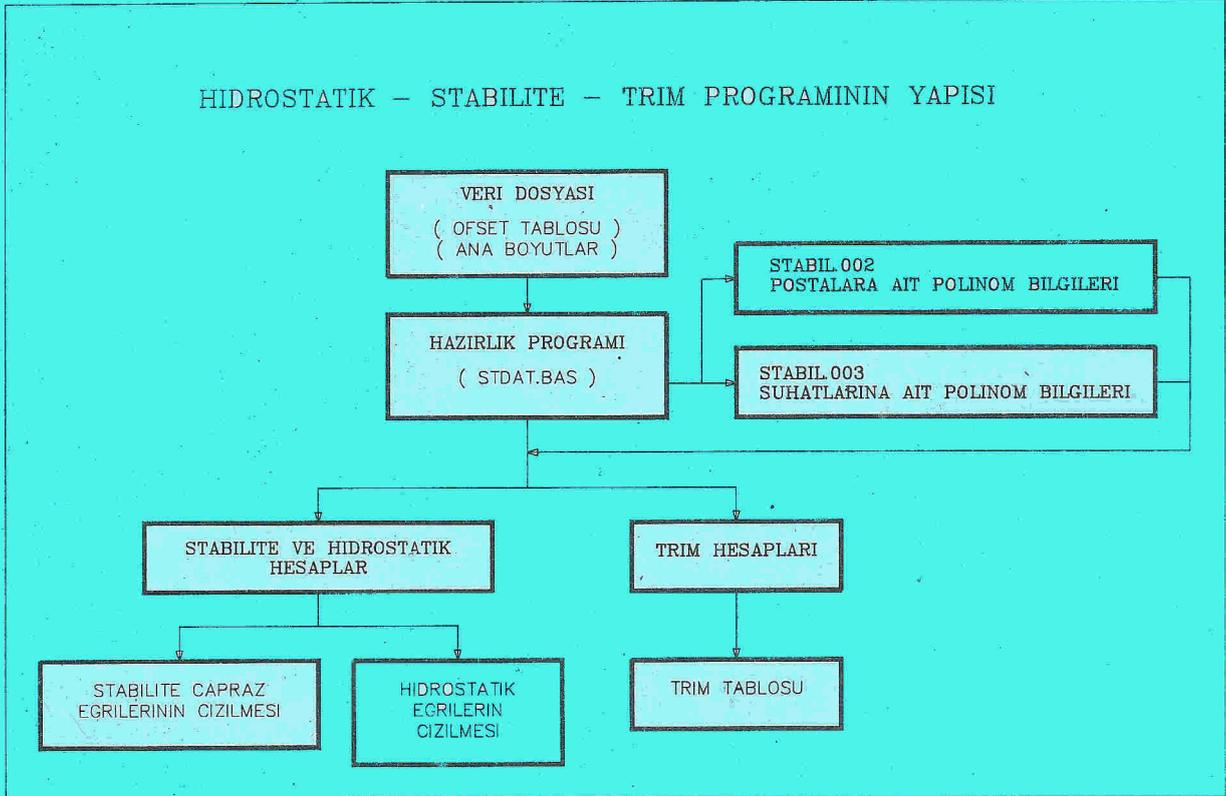 HIDROSTATIK – STABILITE – TRIM PROGRAMININ YAPISI
VERI DOSYASI
( OFSET TABLOSU )
( ANA BOYUTLAR )
STABIL.002
POSTALARA AIT POLINOM BILGILERI
HAZIRLIK PROGRAMI
( STDAT.BAS )
STABIL.003
SUHATLARINA AIT POLINOM BILGILERI
STABILITE VE HIDROSTATIK
HESAPLAR
TRIM HESAPLARI
STABILITE CAPRAZ
EGRILERININ CIZILMESI
HIDROSTATIK
EGRILERIN
CIZILMESI
TRIM TABLOSU